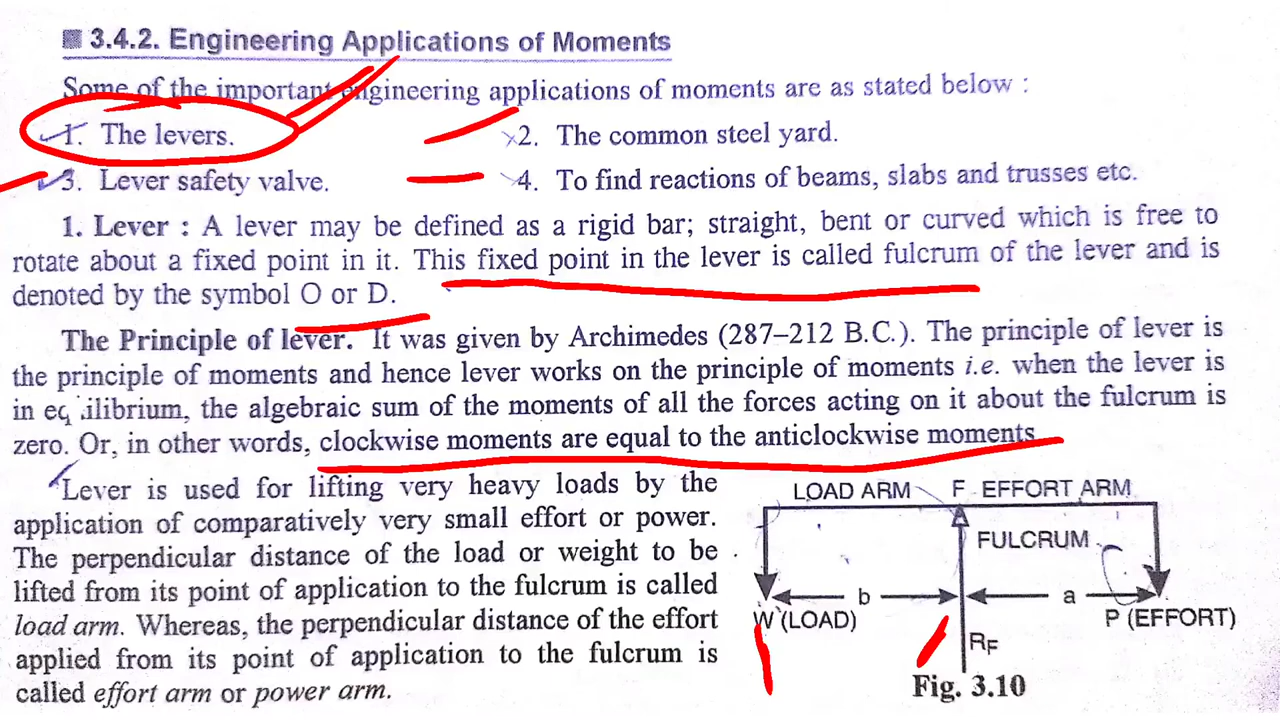 3.4.2. Engineering Applications of Moments
Some of the important engineering applications of moments are as stated below :
1. The levers.
2. The common steel yard.
3. Lever safety valve.
4. To find reactions of beams, slabs and trusses etc.
1. Lever : A lever may be defined as a rigid bar; straight, bent or curved which is free to
rotate about a fixed point in it. This fixed point in the lever is called fulcrum of the lever and is
denoted by the symbol O or D.
The Principle of lever. It was given by Archimedes (287–212 B.C.). The principle of lever is
the principle of moments and hence lever works on the principle of moments i.e. when the lever is
in equilibrium, the algebraic sum of the moments of all the forces acting on it about the fulcrum is
zero. Or, in other words, clockwise moments are equal to the anticlockwise moments
Lever is used for lifting very heavy loads by the
application of comparatively very small effort or power.
The perpendicular distance of the load or weight to be
lifted from its point of application to the fulcrum is called
load arm. Whereas, the perpendicular distance of the effort
applied from its point of application to the fulcrum is
called effort arm or power arm.
LOAD ARM F EFFORT ARM
FULCRUM
b a
W (LOAD) P (EFFORT)
RF
Fig. 3.10